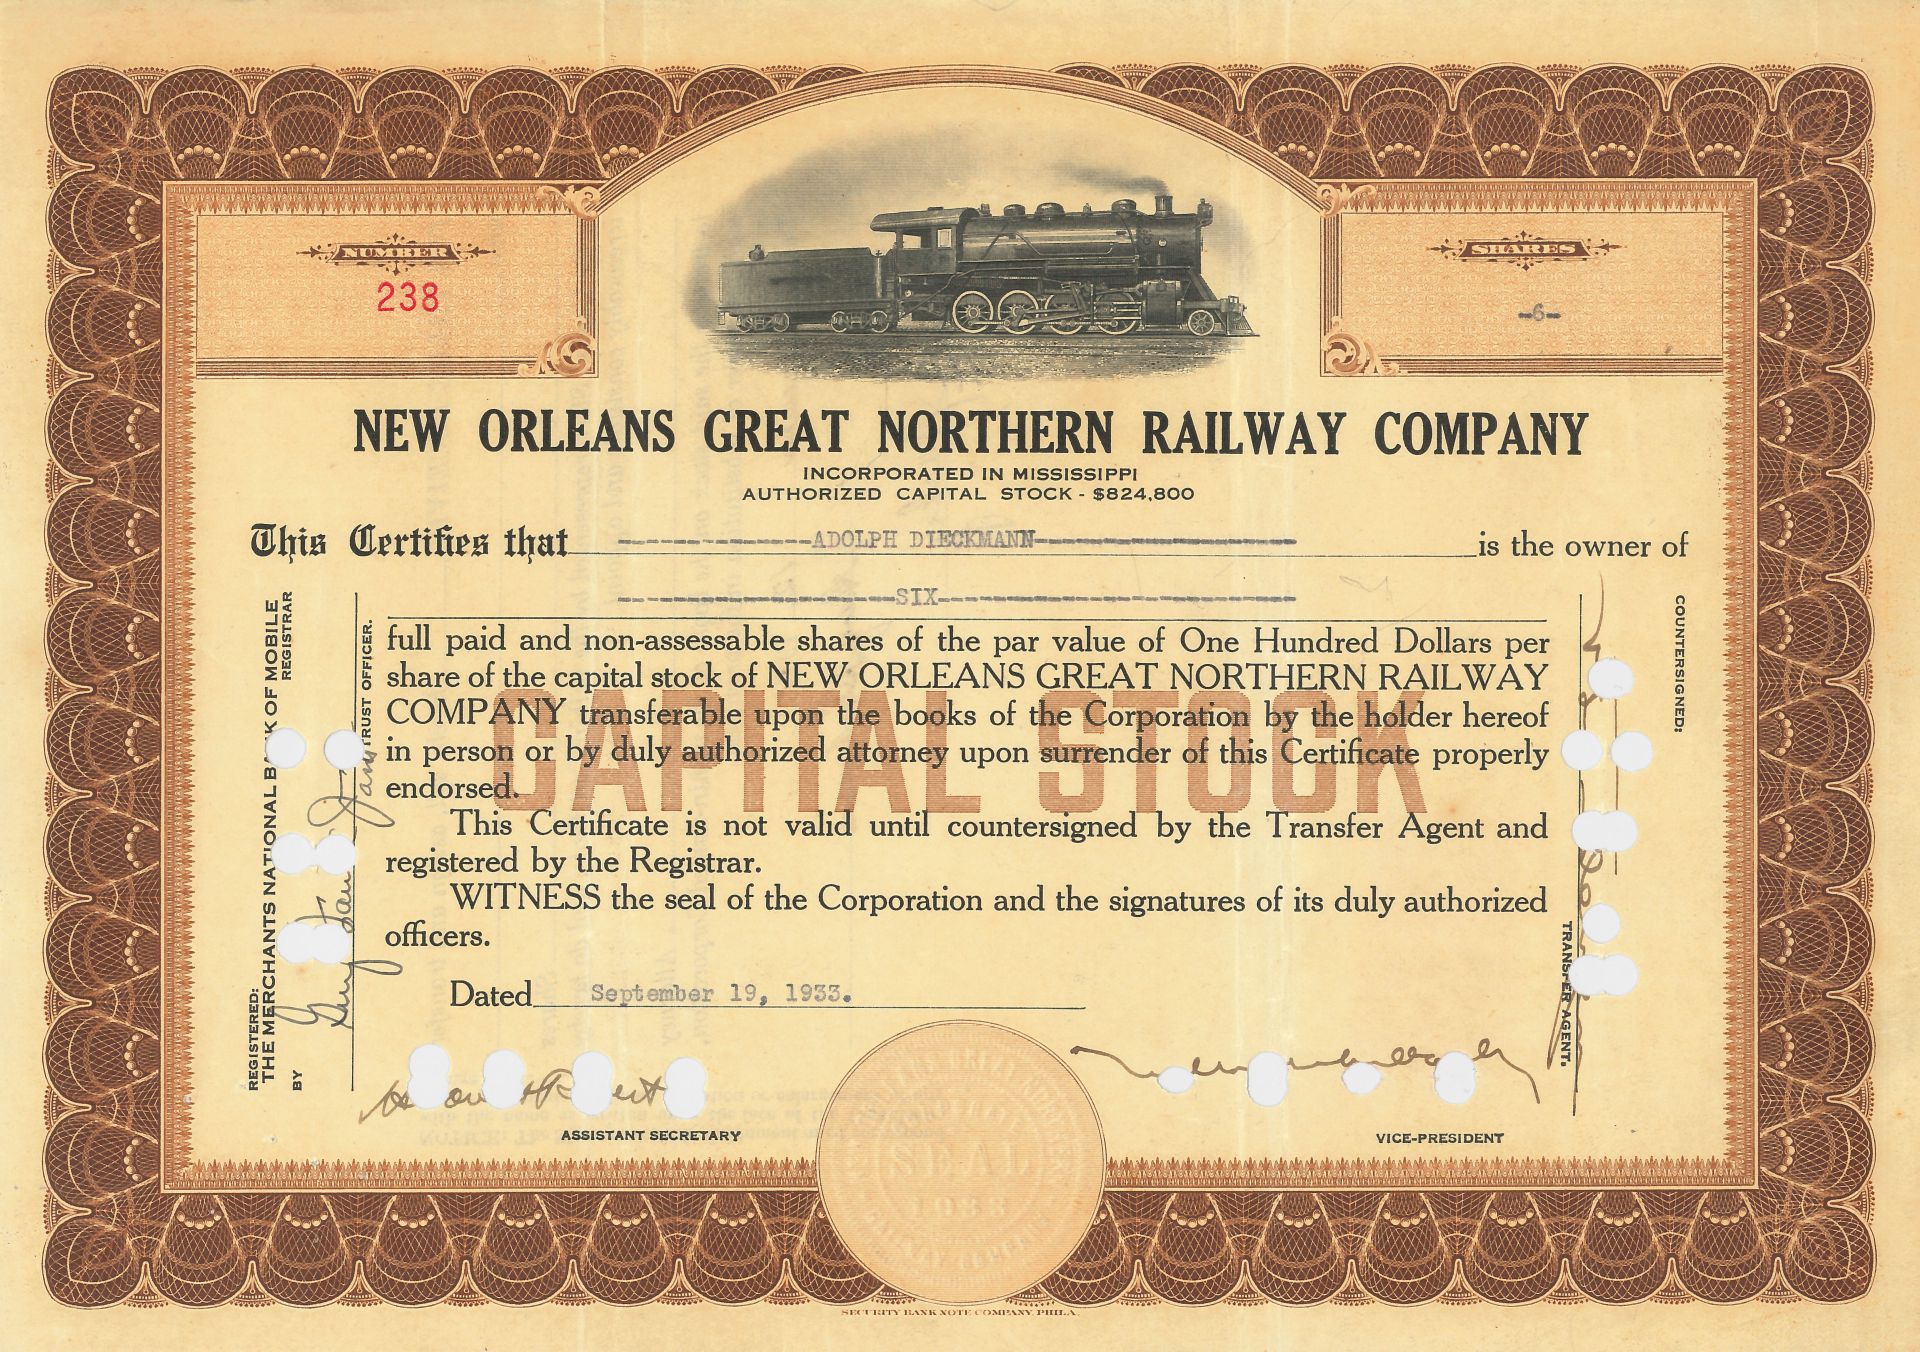 NUMBER
238
SHARES
-6-
NEW ORLEANS GREAT NORTHERN RAILWAY COMPANY
INCORPORATED IN MISSISSIPPI
AUTHORIZED CAPITAL STOCK - $824,800
This Certifies that ADOLPH DIECKMANN is the owner of
SIX
full paid and non-assessable shares of the par value of One Hundred Dollars per
share of the capital stock of NEW ORLEANS GREAT NORTHERN RAILWAY
COMPANY transferable upon the books of the Corporation by the holder hereof
in person or by duly authorized attorney upon surrender of this Certificate properly
endorsed.
CAPITAL STOCK
This Certificate is not valid until countersigned by the Transfer Agent and
registered by the Registrar.
WITNESS the seal of the Corporation and the signatures of its duly authorized
officers.
Dated September 19, 1933.
REGISTERED:
THE MERCHANTS NATIONAL BANK OF MOBILE
REGISTRAR
BY
TRUST OFFICER.
COUNTERSIGNED:
TRANSFER AGENT.
ASSISTANT SECRETARY
VICE-PRESIDENT
SEAL
SECURITY BANK NOTE COMPANY, PHILA.